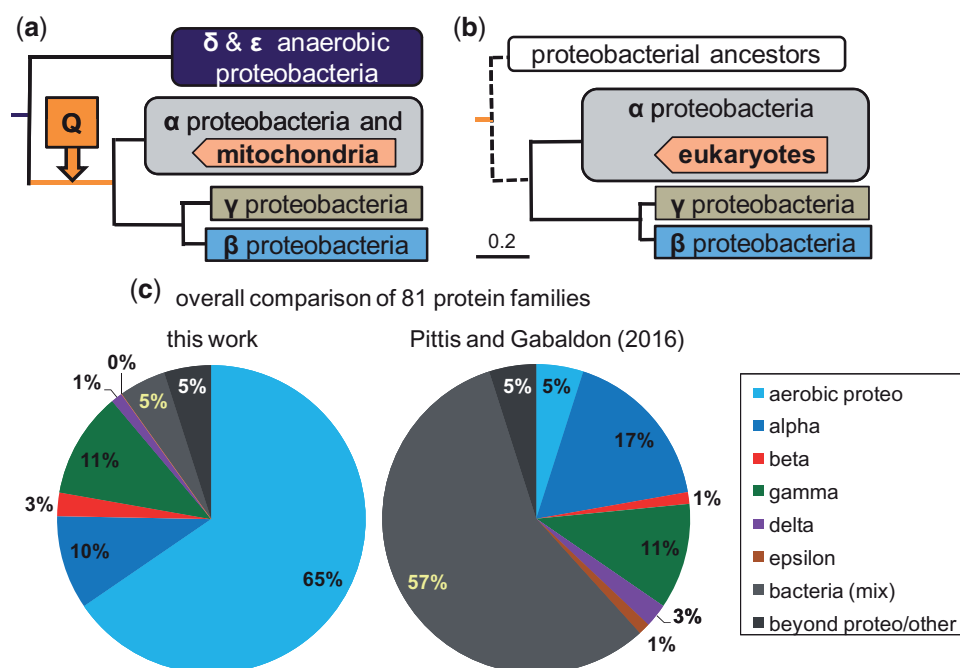 (a)
δ & ε anaerobic
proteobacteria
Q
α proteobacteria and
mitochondria
γ proteobacteria
β proteobacteria
(b)
proteobacterial ancestors
α proteobacteria
eukaryotes
γ proteobacteria
β proteobacteria
0.2
(c) overall comparison of 81 protein families
this work
0%
1%
5%
5%
11%
3%
10%
65%
Pittis and Gabaldon (2016)
5%
5%
17%
1%
11%
57%
3%
1%
aerobic proteo
alpha
beta
gamma
delta
epsilon
bacteria (mix)
beyond proteo/other